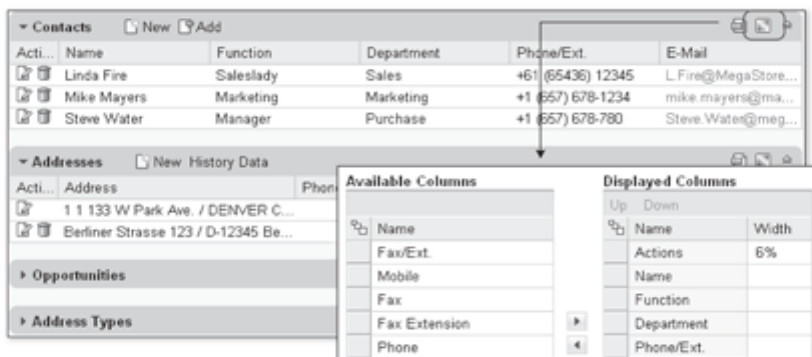 Contacts New Add
Acti... Name Function Department Phone/Ext. E-Mail
Linda Fire Saleslady Sales +61 (65436) 12345 L.Fire@MegaStore...
Mike Mayers Marketing Marketing +1 (657) 678-1234 mike.mayers@ma...
Steve Water Manager Purchase +1 (657) 678-780 Steve.Water@meg...
Addresses New History Data
Acti... Address Phon
1 1 133 W Park Ave. / DENVER C...
Berliner Strasse 123 / D-12345 Be...
Opportunities
Address Types
Available Columns
Name
Fax/Ext.
Mobile
Fax
Fax Extension
Phone
Displayed Columns
Up Down
Name Width
Actions 6%
Name
Function
Department
Phone/Ext.